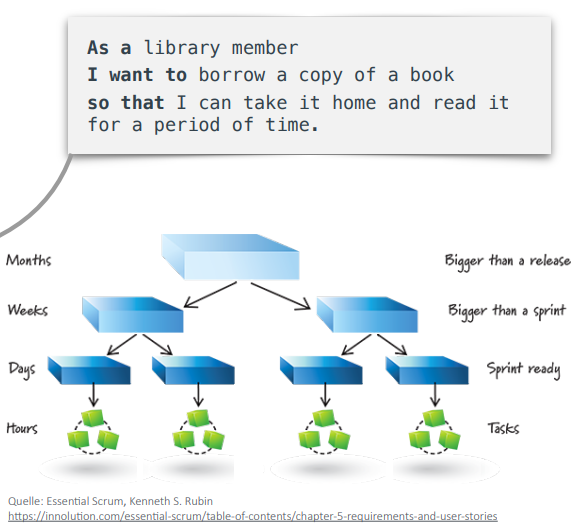 As a library member
I want to borrow a copy of a book
so that I can take it home and read it
for a period of time.
Months
Bigger than a release
Weeks
Bigger than a sprint
Days
Sprint ready
Hours
Tasks
Quelle: Essential Scrum, Kenneth S. Rubin
https://innolution.com/essential-scrum/table-of-contents/chapter-5-requirements-and-user-stories